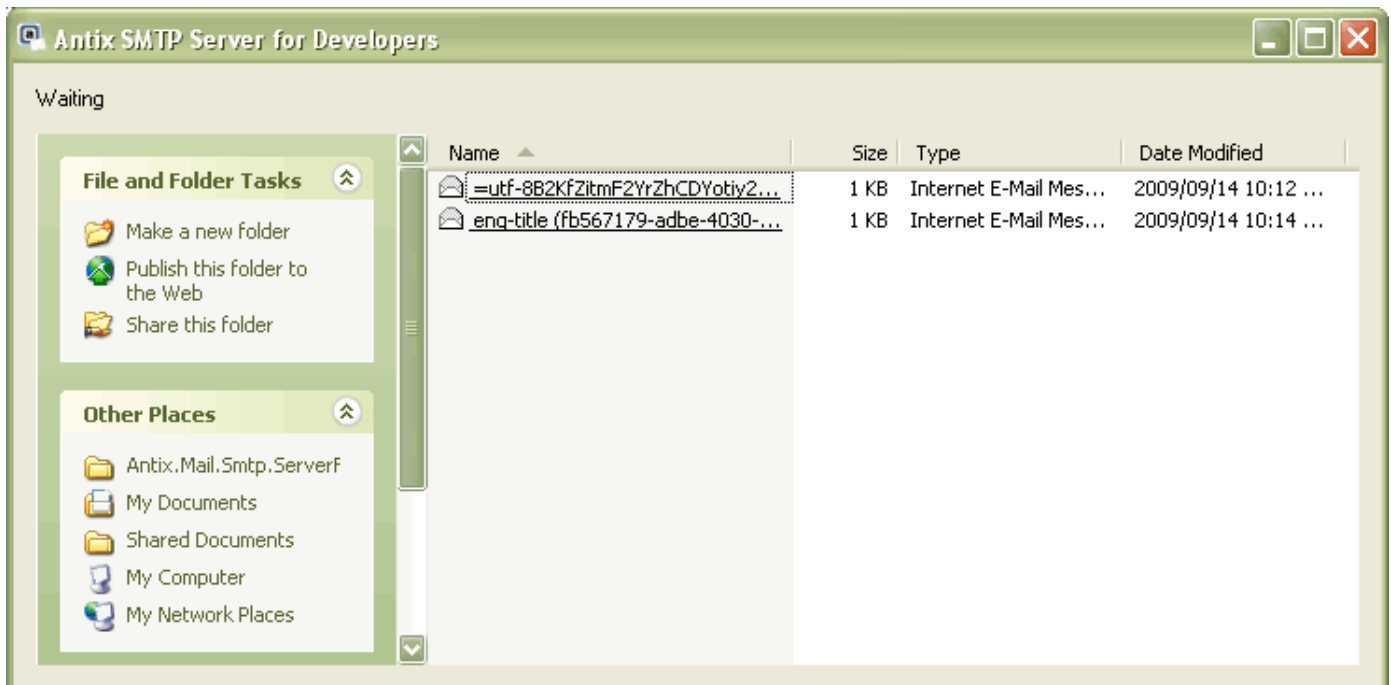 Antix SMTP Server for Developers
Waiting
File and Folder Tasks
Make a new folder
Publish this folder to
the Web
Share this folder
Other Places
Antix.Mail.Smtp.ServerF
My Documents
Shared Documents
My Computer
My Network Places
Name Size Type Date Modified
=utf-8B2KfZitmF2YrZhCDYotiy2... 1 KB Internet E-Mail Mes... 2009/09/14 10:12 ...
eng-title (fb567179-adbe-4030-... 1 KB Internet E-Mail Mes... 2009/09/14 10:14 ...